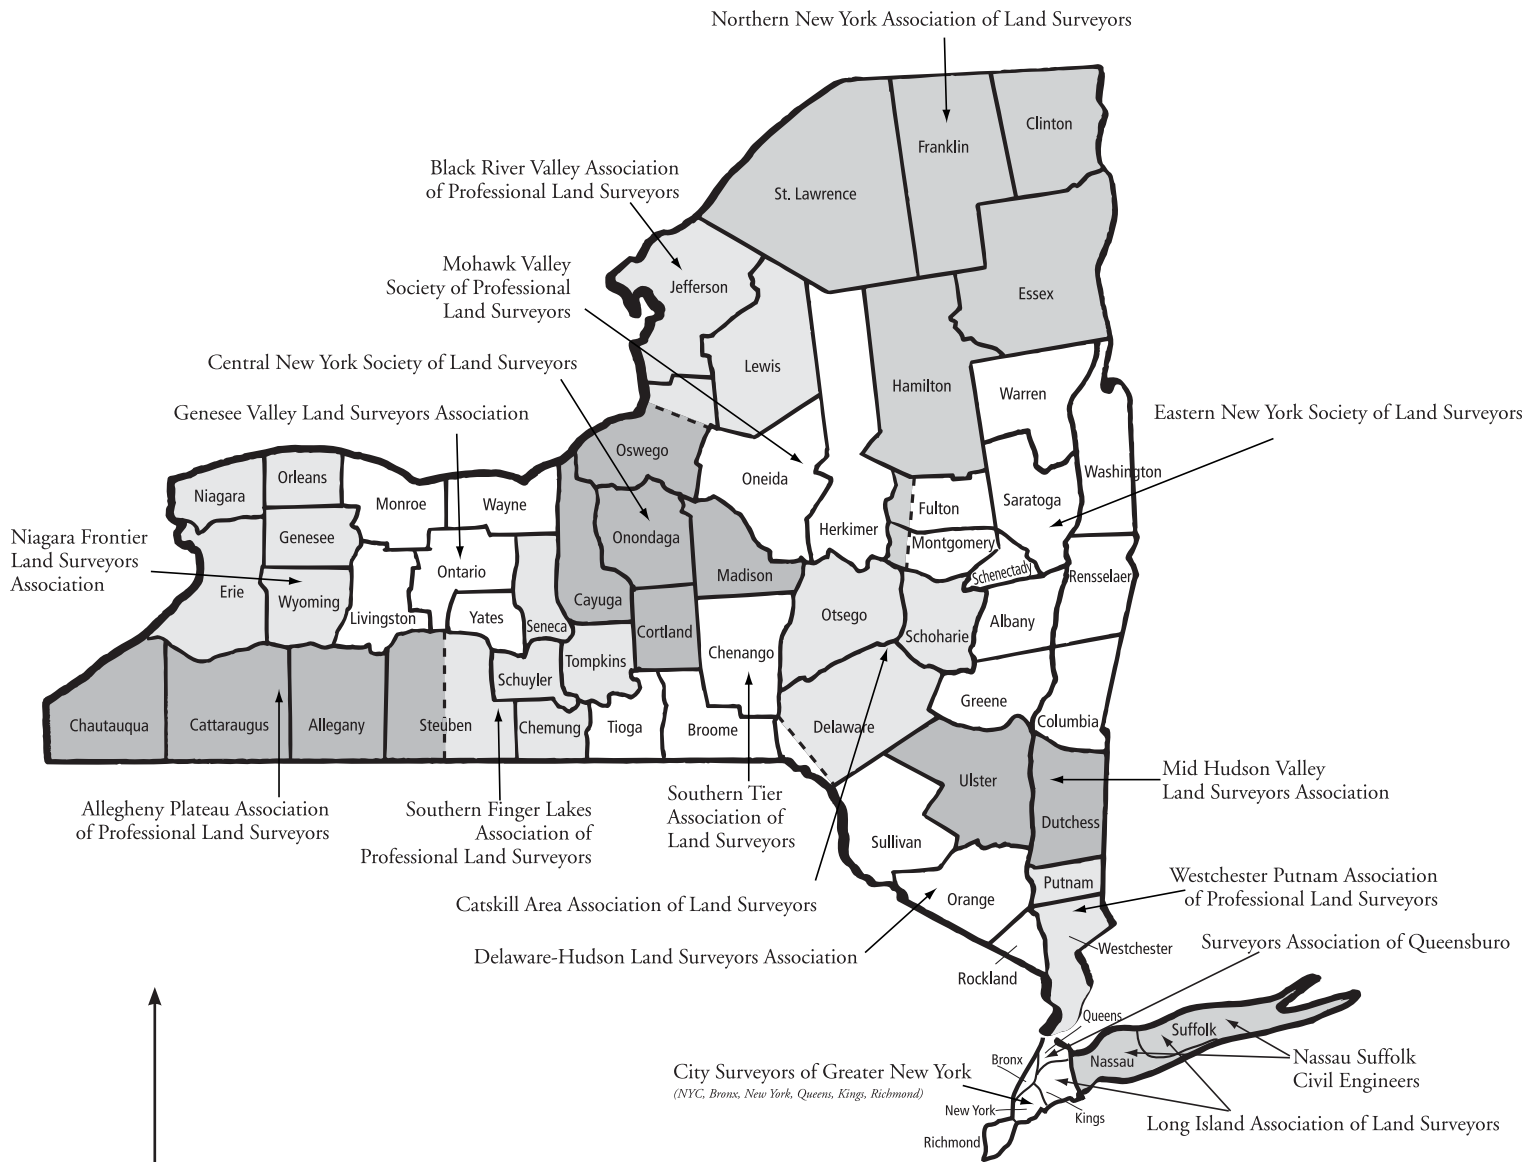 Northern New York Association of Land Surveyors
Clinton
Franklin
Black River Valley Association
of Professional Land Surveyors
St. Lawrence
Mohawk Valley
Society of Professional
Land Surveyors
Jefferson
Essex
Central New York Society of Land Surveyors
Lewis
Hamilton
Warren
Genesee Valley Land Surveyors Association
Eastern New York Society of Land Surveyors
Oswego
Washington
Orleans
Oneida
Niagara
Monroe
Wayne
Saratoga
Fulton
Herkimer
Niagara Frontier
Land Surveyors
Association
Genesee
Onondaga
Montgomery
Ontario
Madison
Schenectady
Rensselaer
Erie
Wyoming
Cayuga
Livingston
Yates
Seneca
Otsego
Albany
Cortland
Schoharie
Chenango
Tompkins
Schuyler
Greene
Chautauqua
Cattaraugus
Allegany
Steuben
Chemung
Tioga
Broome
Delaware
Columbia
Ulster
Mid Hudson Valley
Land Surveyors Association
Allegheny Plateau Association
of Professional Land Surveyors
Southern Finger Lakes
Association of
Professional Land Surveyors
Southern Tier
Association of
Land Surveyors
Dutchess
Sullivan
Putnam
Westchester Putnam Association
of Professional Land Surveyors
Orange
Catskill Area Association of Land Surveyors
Surveyors Association of Queensburo
Westchester
Delaware-Hudson Land Surveyors Association
Rockland
Queens
Suffolk
Nassau
Bronx
Nassau Suffolk
Civil Engineers
City Surveyors of Greater New York
(NYC, Bronx, New York, Queens, Kings, Richmond)
New York
Kings
Long Island Association of Land Surveyors
Richmond